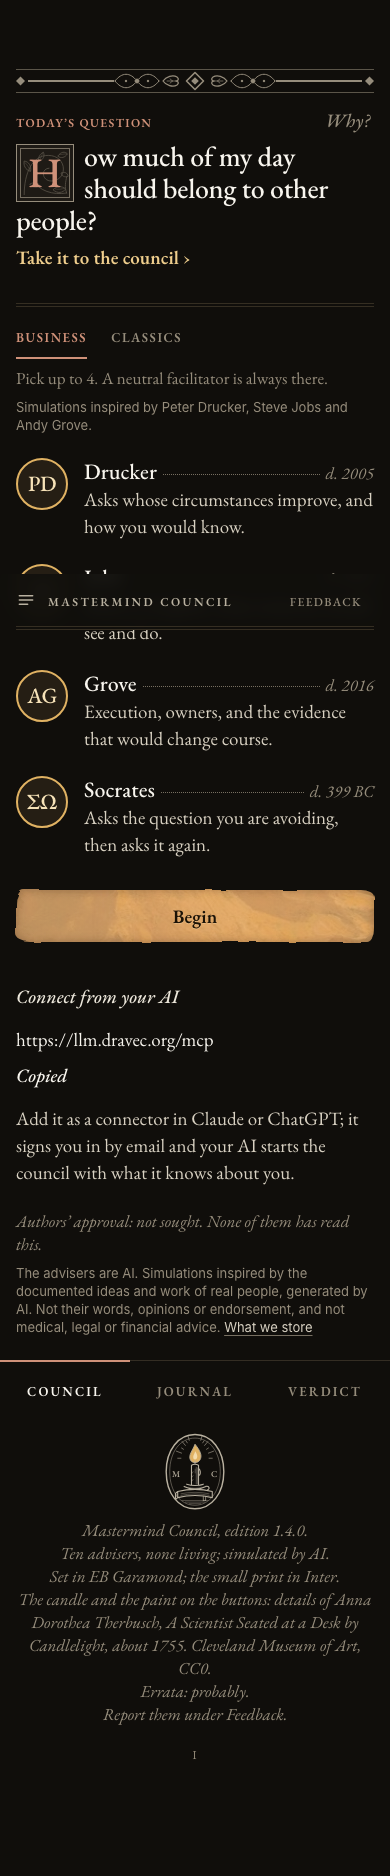 TODAY'S QUESTION
Why?
How much of my day
should belong to other
people?
Take it to the council ›
BUSINESS CLASSICS
Pick up to 4. A neutral facilitator is always there.
Simulations inspired by Peter Drucker, Steve Jobs and
Andy Grove.
PD
Drucker d. 2005
Asks whose circumstances improve, and
how you would know.
MASTERMIND COUNCIL FEEDBACK
see and do.
AG
Grove d. 2016
Execution, owners, and the evidence
that would change course.
ΣΩ
Socrates d. 399 BC
Asks the question you are avoiding,
then asks it again.
Begin
Connect from your AI
https://llm.dravec.org/mcp
Copied
Add it as a connector in Claude or ChatGPT; it
signs you in by email and your AI starts the
council with what it knows about you.
Authors' approval: not sought. None of them has read
this.
The advisers are AI. Simulations inspired by the
documented ideas and work of real people, generated by
AI. Not their words, opinions or endorsement, and not
medical, legal or financial advice. What we store
COUNCIL JOURNAL VERDICT
M C
Mastermind Council, edition 1.4.0.
Ten advisers, none living; simulated by AI.
Set in EB Garamond; the small print in Inter.
The candle and the paint on the buttons: details of Anna
Dorothea Therbusch, A Scientist Seated at a Desk by
Candlelight, about 1755. Cleveland Museum of Art,
CC0.
Errata: probably.
Report them under Feedback.
I